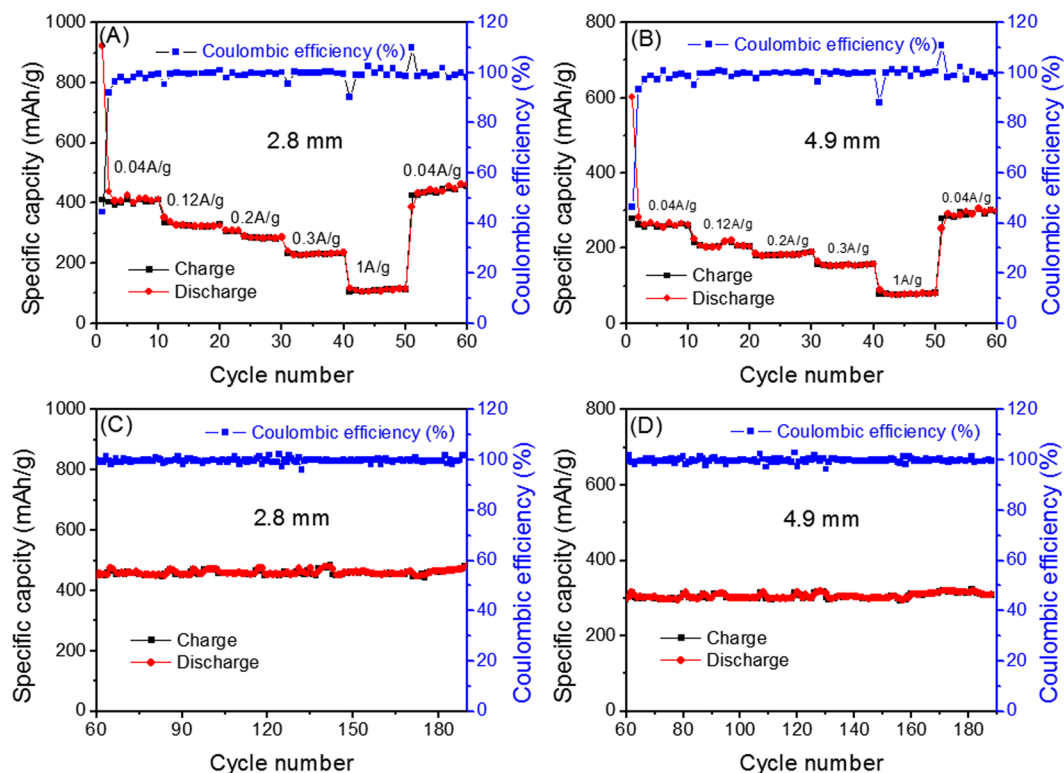 (A)
Coulombic efficiency (%)
2.8 mm
0.04A/g
0.12A/g
0.2A/g
0.3A/g
1A/g
0.04A/g
Charge
Discharge
Specific capcity (mAh/g)
0 200 400 600 800 1000
Coulombic efficiency (%)
0 20 40 60 80 100 120
0 10 20 30 40 50 60
Cycle number
(B)
Coulombic efficiency (%)
4.9 mm
0.04A/g
0.12A/g
0.2A/g
0.3A/g
1A/g
0.04A/g
Charge
Discharge
Specific capcity (mAh/g)
0 200 400 600 800
Coulombic efficiency (%)
0 20 40 60 80 100 120
0 10 20 30 40 50 60
Cycle number
(C)
Coulombic efficiency (%)
2.8 mm
Charge
Discharge
Specific capcity (mAh/g)
0 200 400 600 800 1000
Coulombic efficiency (%)
0 20 40 60 80 100 120
60 90 120 150 180
Cycle number
(D)
Coulombic efficiency (%)
4.9 mm
Charge
Discharge
Specific capcity (mAh/g)
0 200 400 600 800
Coulombic efficiency (%)
0 20 40 60 80 100 120
60 80 100 120 140 160 180
Cycle number